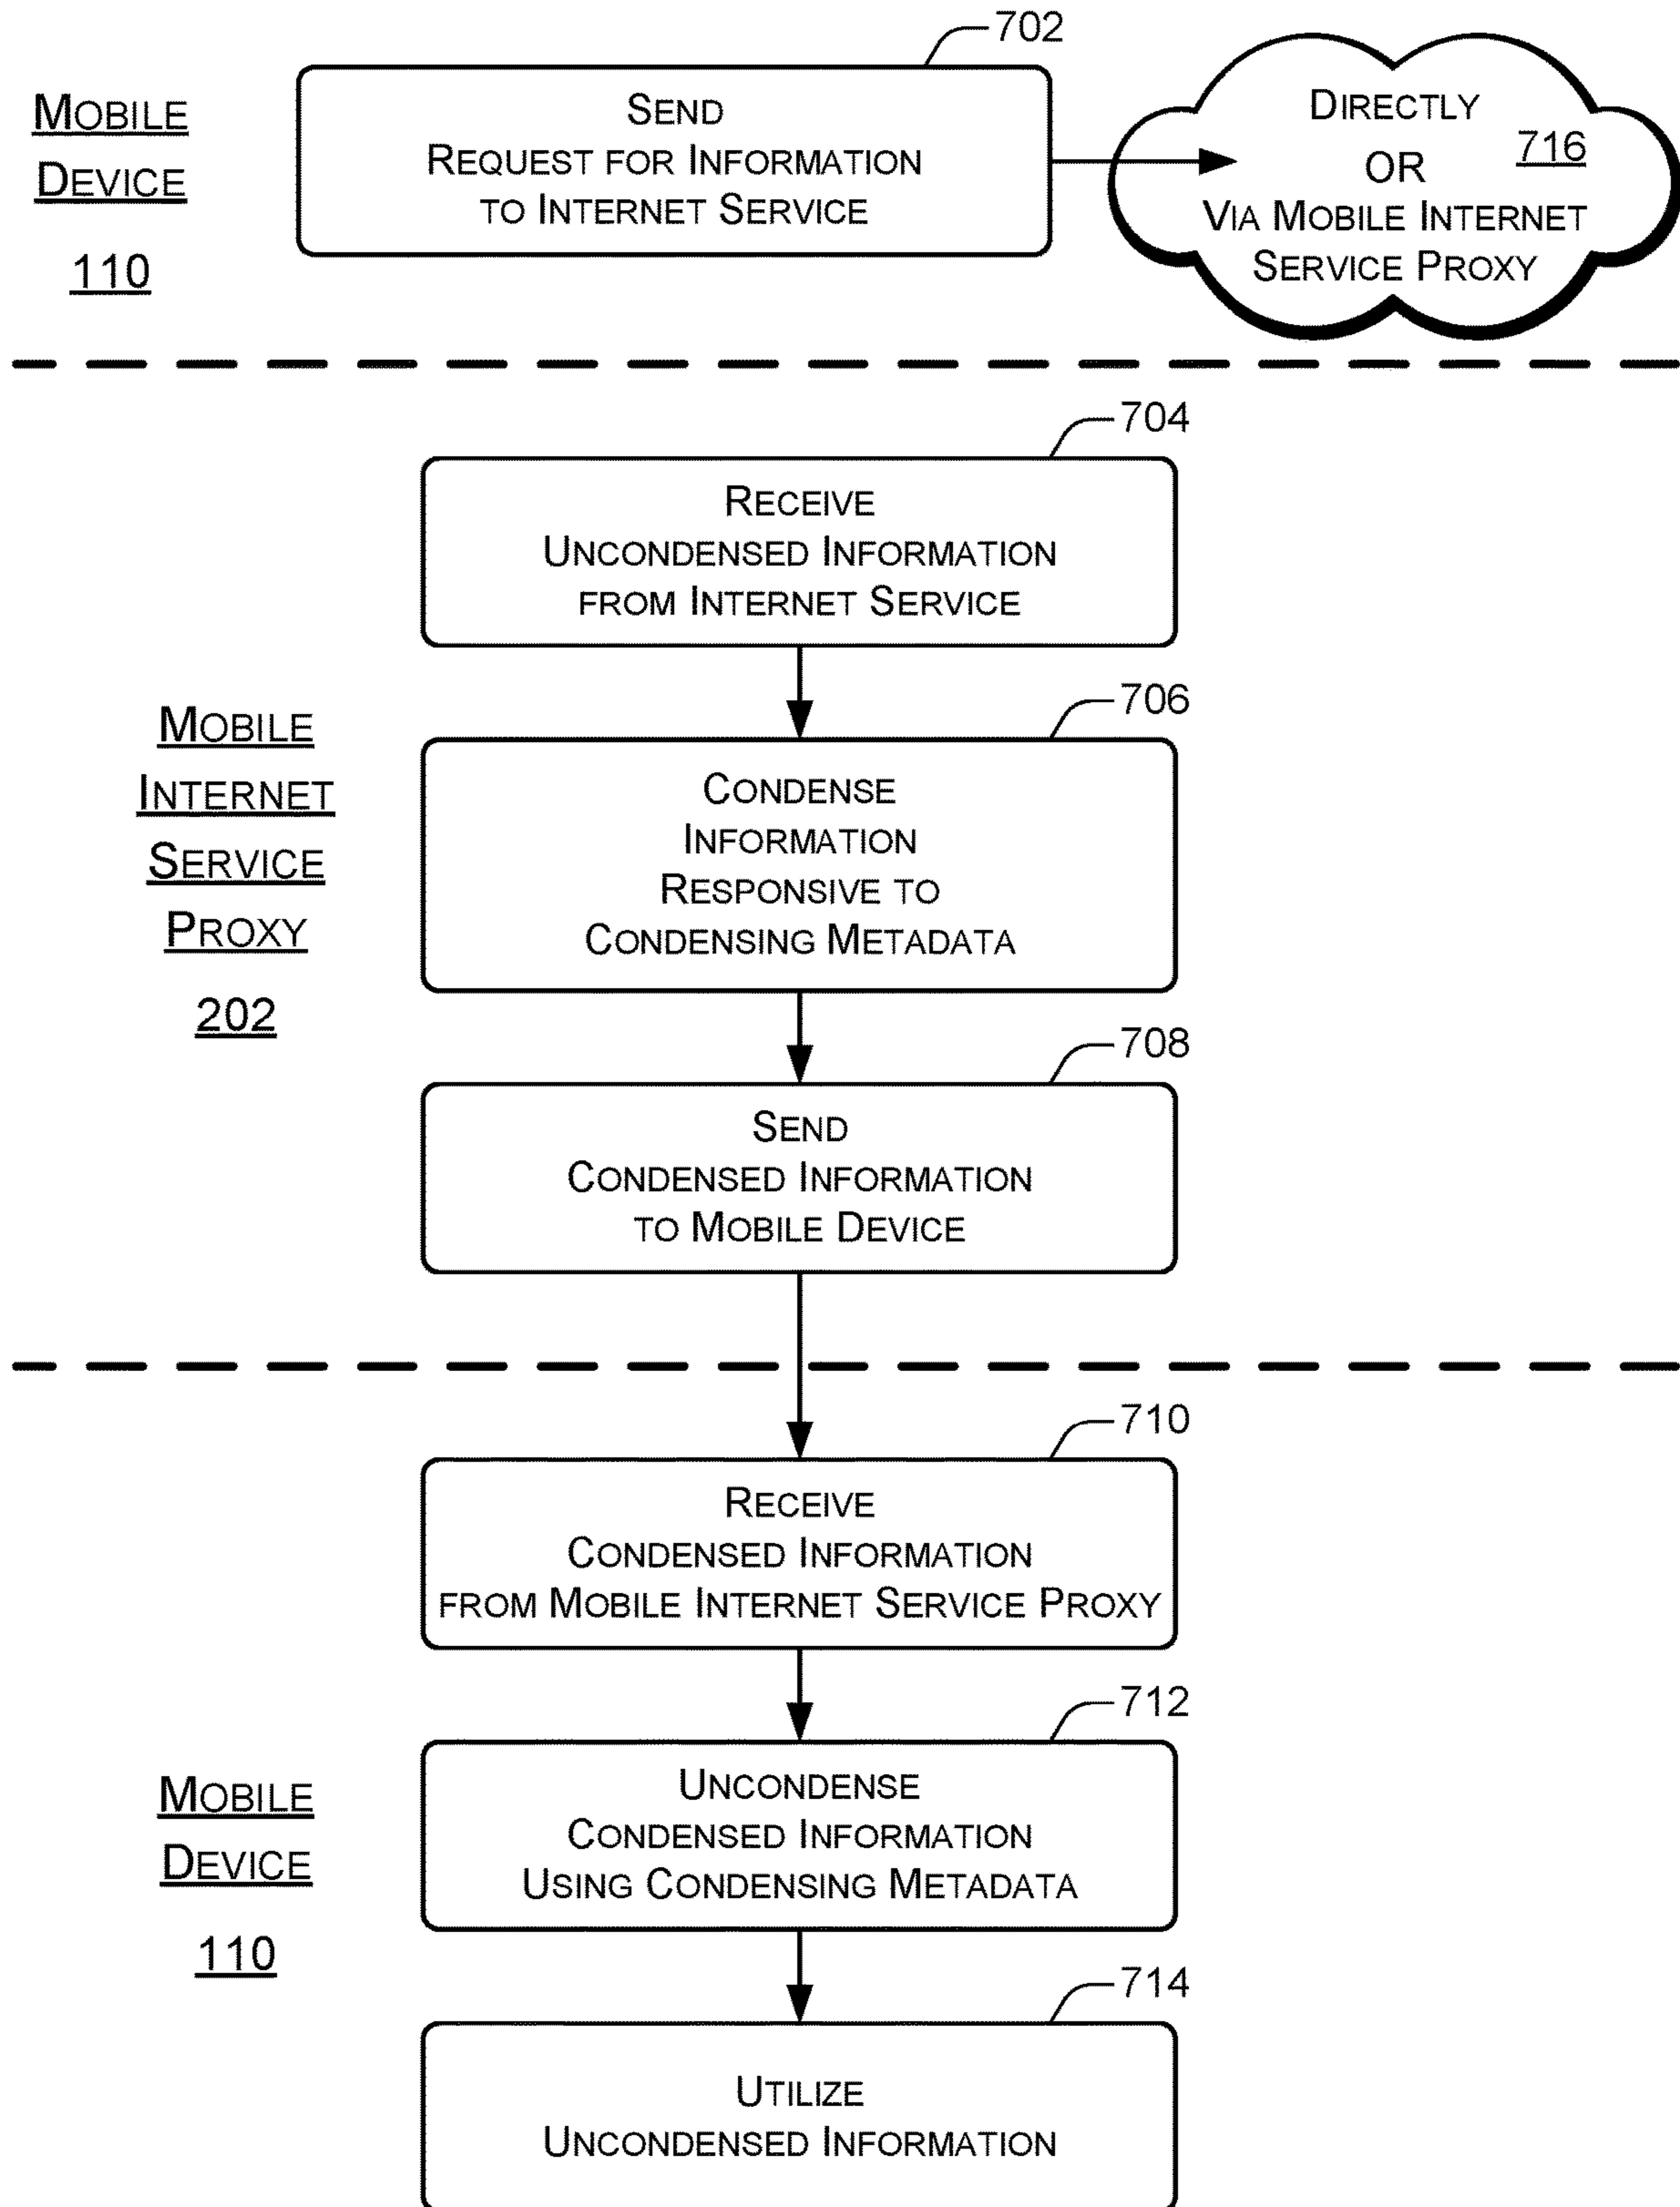 702
MOBILE
DEVICE
110
SEND
REQUEST FOR INFORMATION
TO INTERNET SERVICE
DIRECTLY
OR
716
VIA MOBILE INTERNET
SERVICE PROXY
704
RECEIVE
UNCONDENSED INFORMATION
FROM INTERNET SERVICE
MOBILE
INTERNET
SERVICE
PROXY
202
706
CONDENSE
INFORMATION
RESPONSIVE TO
CONDENSING METADATA
708
SEND
CONDENSED INFORMATION
TO MOBILE DEVICE
710
RECEIVE
CONDENSED INFORMATION
FROM MOBILE INTERNET SERVICE PROXY
MOBILE
DEVICE
110
712
UNCONDENSE
CONDENSED INFORMATION
USING CONDENSING METADATA
714
UTILIZE
UNCONDENSED INFORMATION